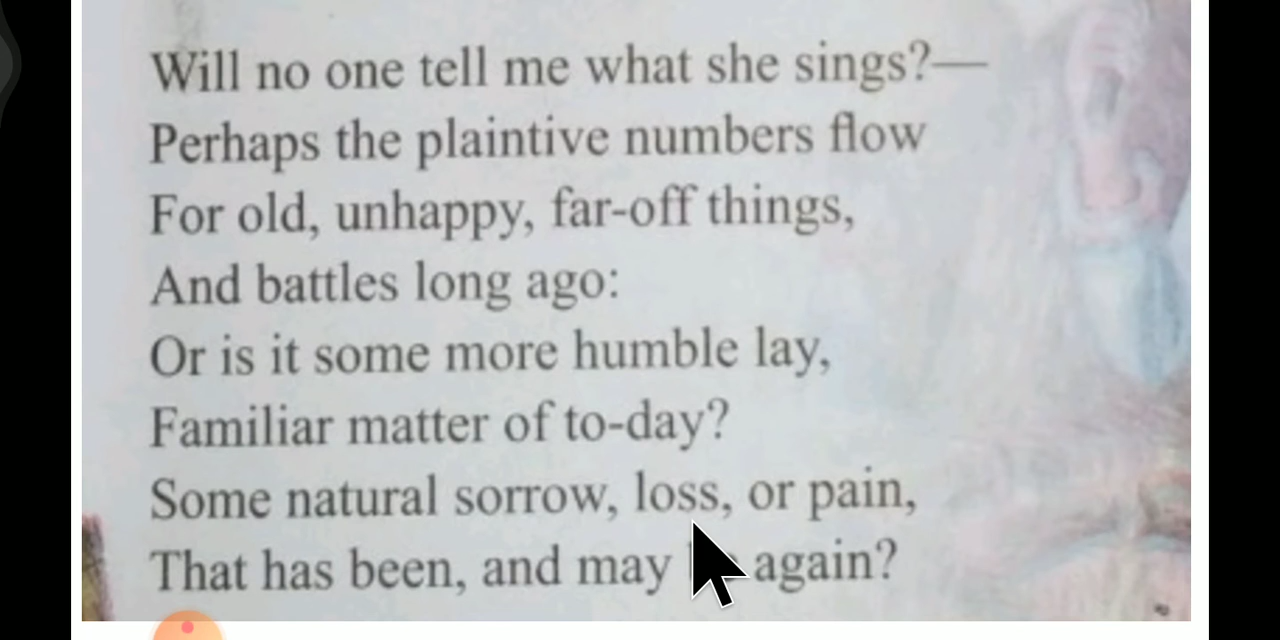 Will no one tell me what she sings?—
Perhaps the plaintive numbers flow
For old, unhappy, far-off things,
And battles long ago:
Or is it some more humble lay,
Familiar matter of to-day?
Some natural sorrow, loss, or pain,
That has been, and may again?